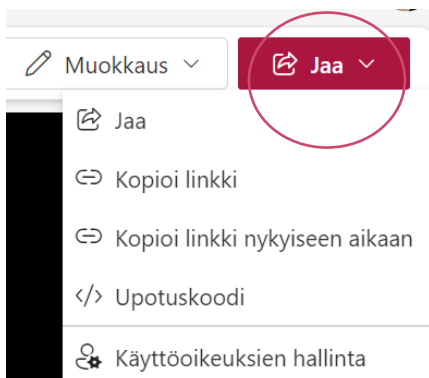 Muokkaus Jaa
Jaa
Kopioi linkki
Kopioi linkki nykyiseen aikaan
Upotuskoodi
Käyttöoikeuksien hallinta